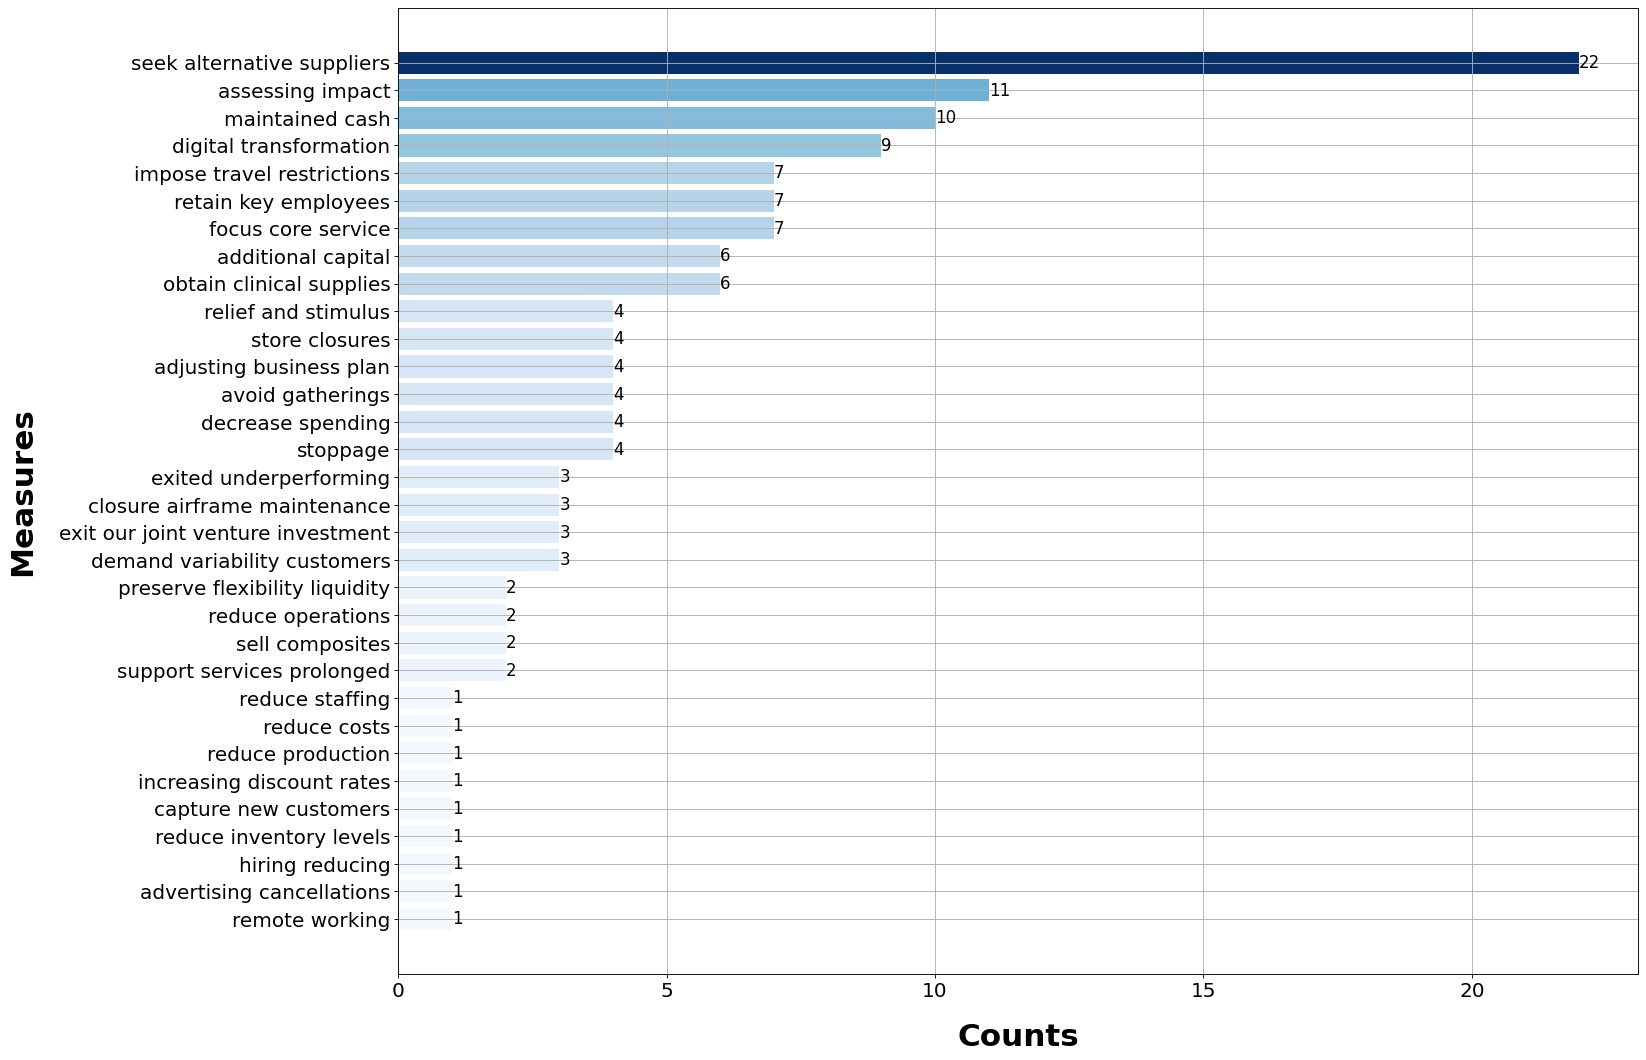 seek alternative suppliers 22
assessing impact 11
maintained cash 10
digital transformation 9
impose travel restrictions 7
retain key employees 7
focus core service 7
additional capital 6
obtain clinical supplies 6
relief and stimulus 4
store closures 4
adjusting business plan 4
avoid gatherings 4
decrease spending 4
stoppage 4
exited underperforming 3
closure airframe maintenance 3
exit our joint venture investment 3
demand variability customers 3
preserve flexibility liquidity 2
reduce operations 2
sell composites 2
support services prolonged 2
reduce staffing 1
reduce costs 1
reduce production 1
increasing discount rates 1
capture new customers 1
reduce inventory levels 1
hiring reducing 1
advertising cancellations 1
remote working 1
0 5 10 15 20
Counts
Measures